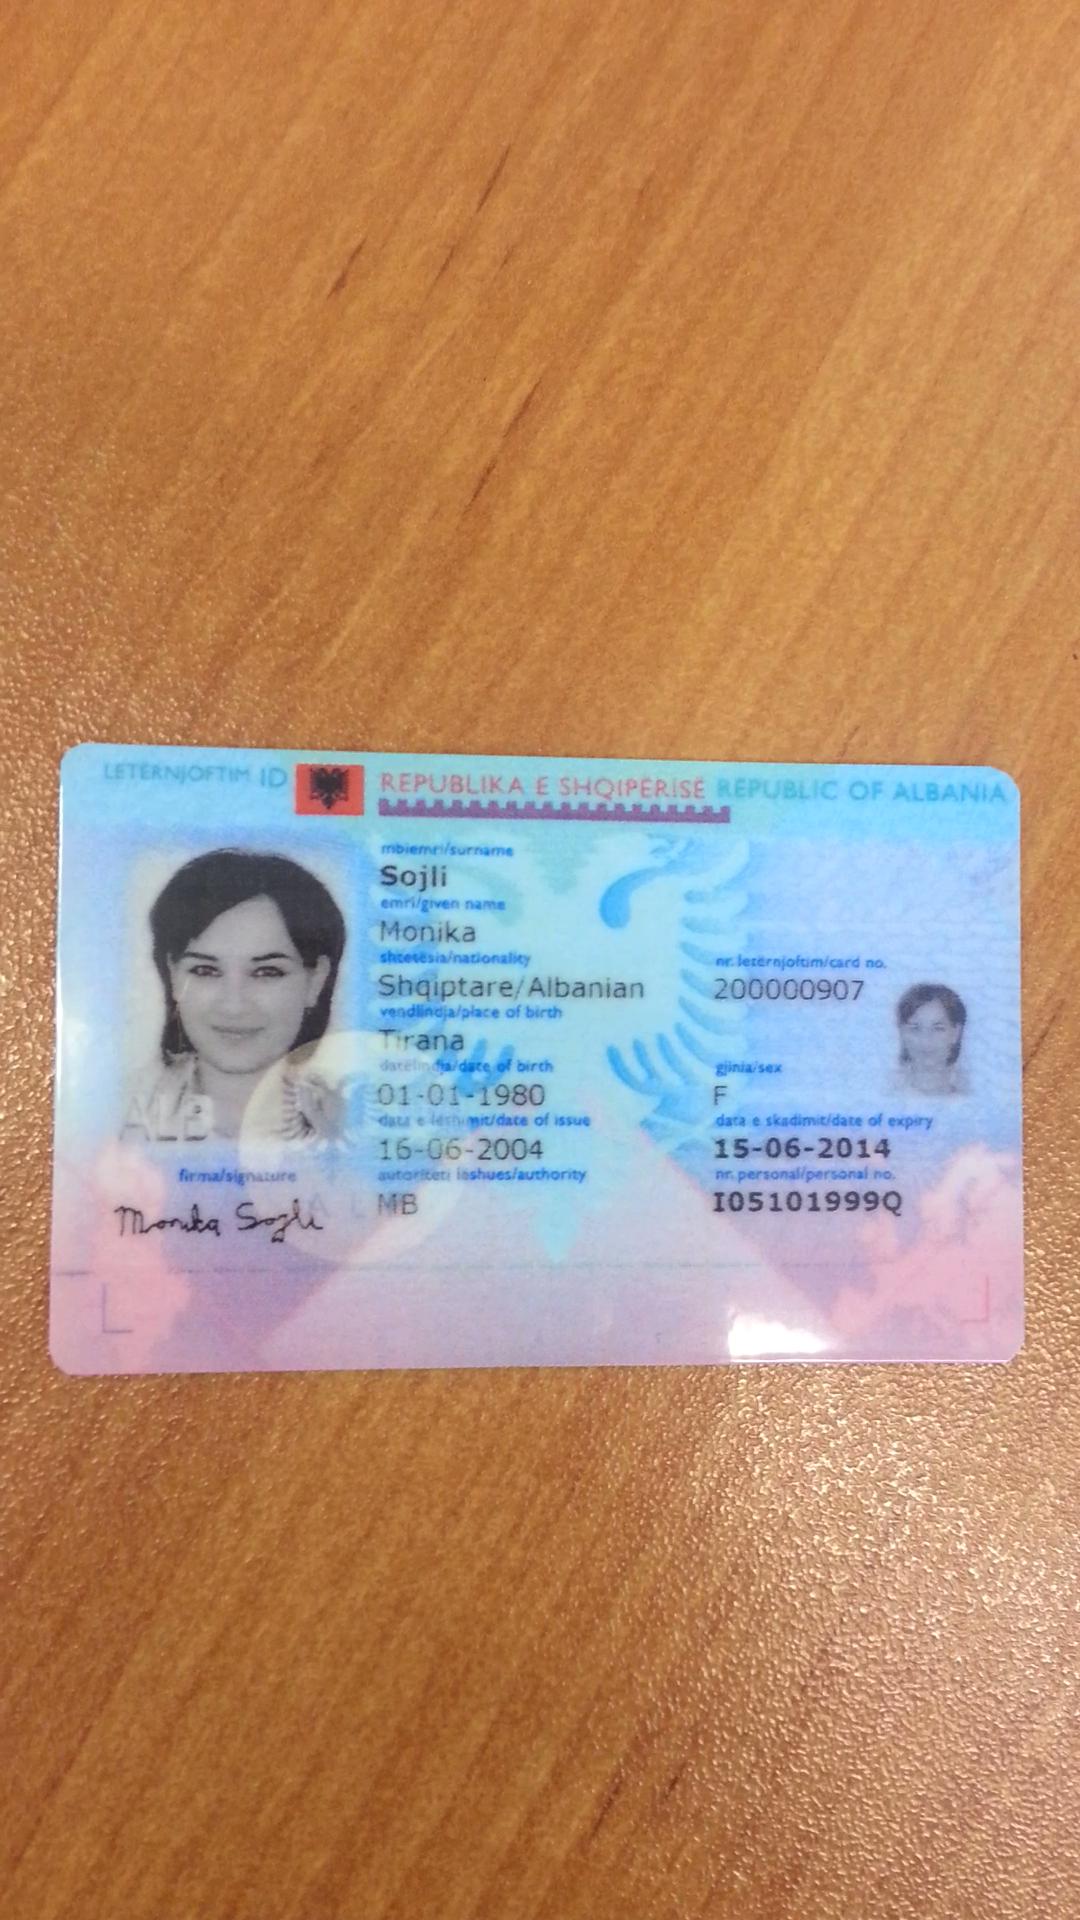 LETERNJOFTIM ID REPUBLIKA E SHQIPËRISË REPUBLIC OF ALBANIA
mbiemri/surname
Sojli
emri/given name
Monika
shtetësia/nationality
Shqiptare/Albanian
nr. leternjoftim/card no.
200000907
vendlindja/place of birth
Tirana
datëlindja/date of birth
01-01-1980
gjinia/sex
F
data e lëshimit/date of issue
16-06-2004
data e skadimit/date of expiry
15-06-2014
autoriteti lëshues/authority
MB
nr. personal/personal no.
I05101999Q
ALB
firma/signature
Monika Sojli